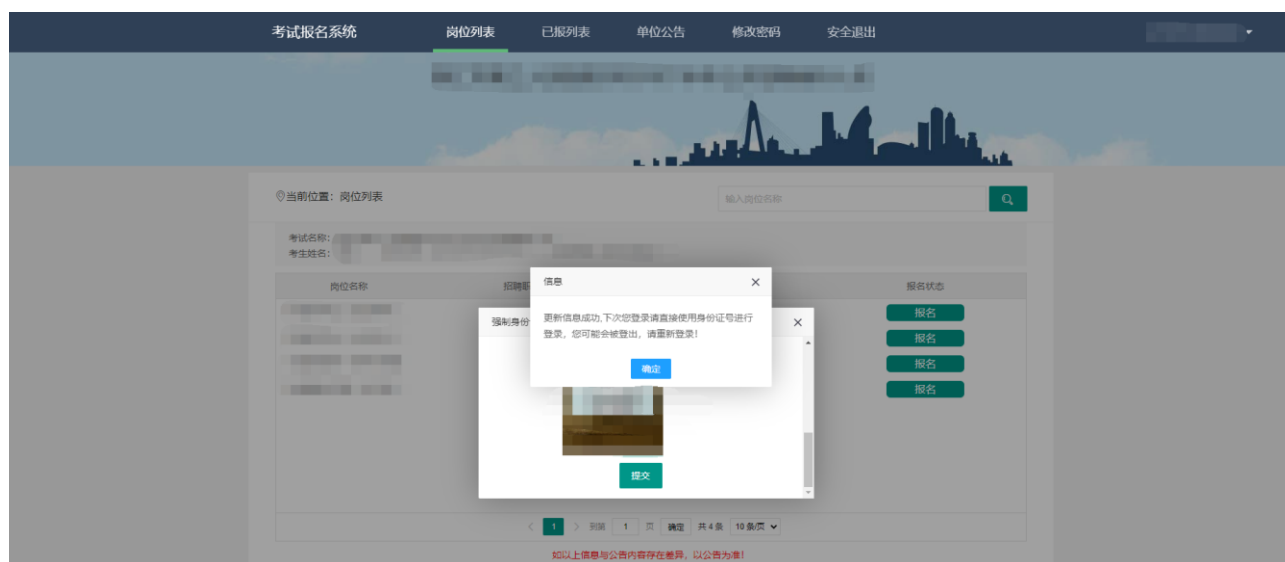 考试报名系统 岗位列表 已报列表 单位公告 修改密码 安全退出
当前位置：岗位列表 输入岗位名称
考试名称：
考生姓名：
岗位名称 招聘职 报名状态
信息
更新信息成功,下次您登录请直接使用身份证号进行
登录，您可能会被登出，请重新登录！
确定
强制身份
报名
报名
报名
报名
提交
1 到第 1 页 确定 共 4 条 10 条/页
如以上信息与公告内容存在差异，以公告为准!